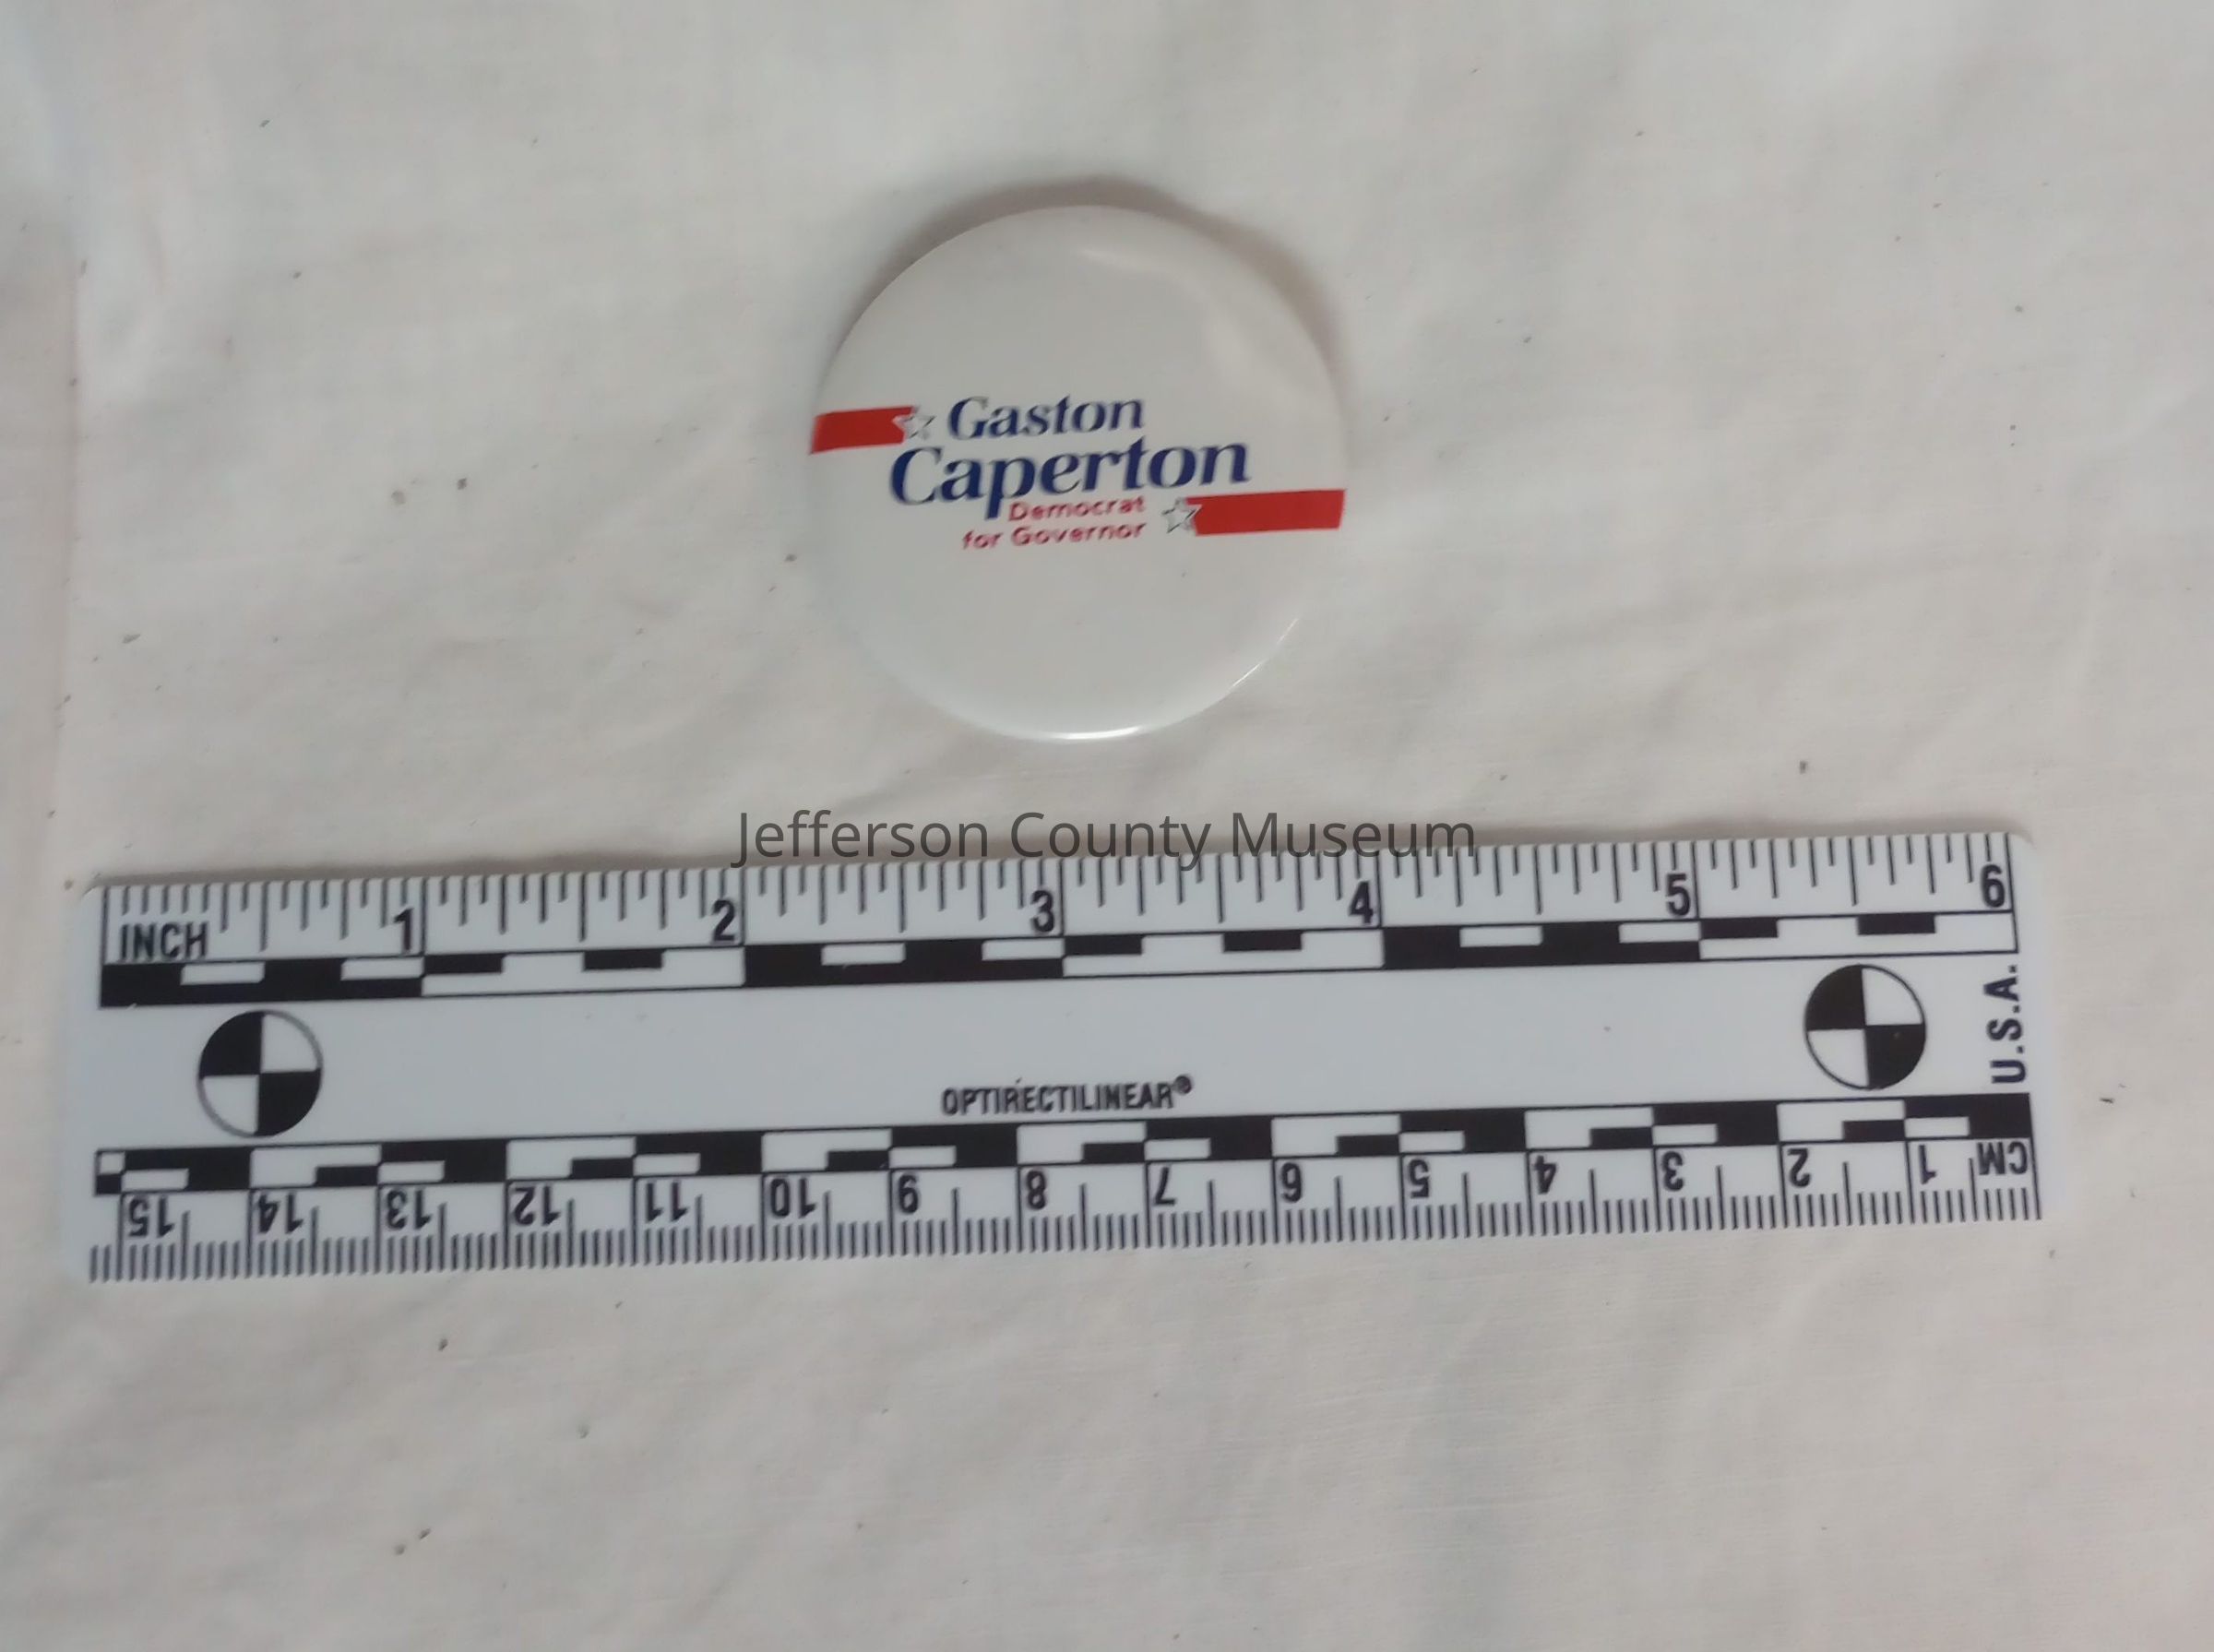 Gaston
Caperton
Democrat
for Governor
Jefferson County Museum
1 2 3 4 5 6
INCH
U.S.A.
OPTIRECTILINEAR®
15 14 13 12 11 10 9 8 7 6 5 4 3 2 1 CM